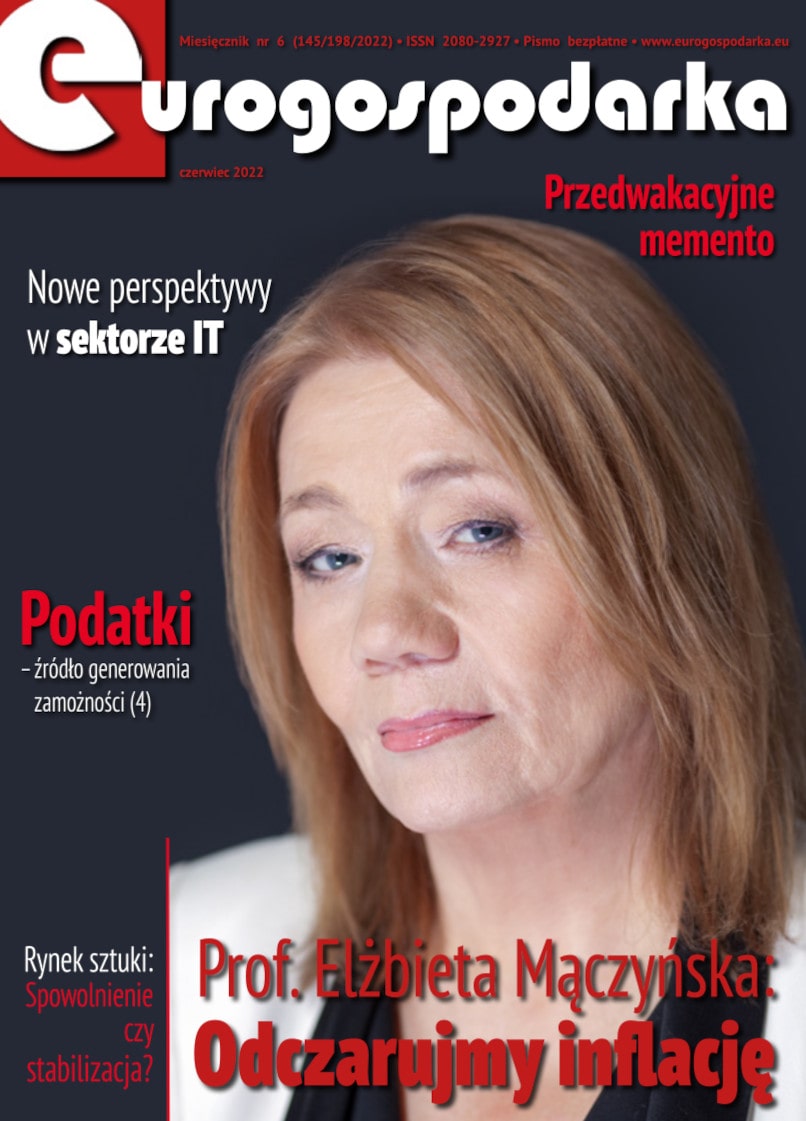 Miesięcznik nr 6 (145/198/2022) • ISSN 2080-2927 • Pismo bezpłatne • www.eurogospodarka.eu
eurogospodarka
czerwiec 2022
Przedwakacyjne
memento
Nowe perspektywy
w sektorze IT
Podatki
– źródło generowania
zamożności (4)
Rynek sztuki:
Spowolnienie
czy
stabilizacja?
Prof. Elżbieta Mączyńska:
Odczarujmy inflację